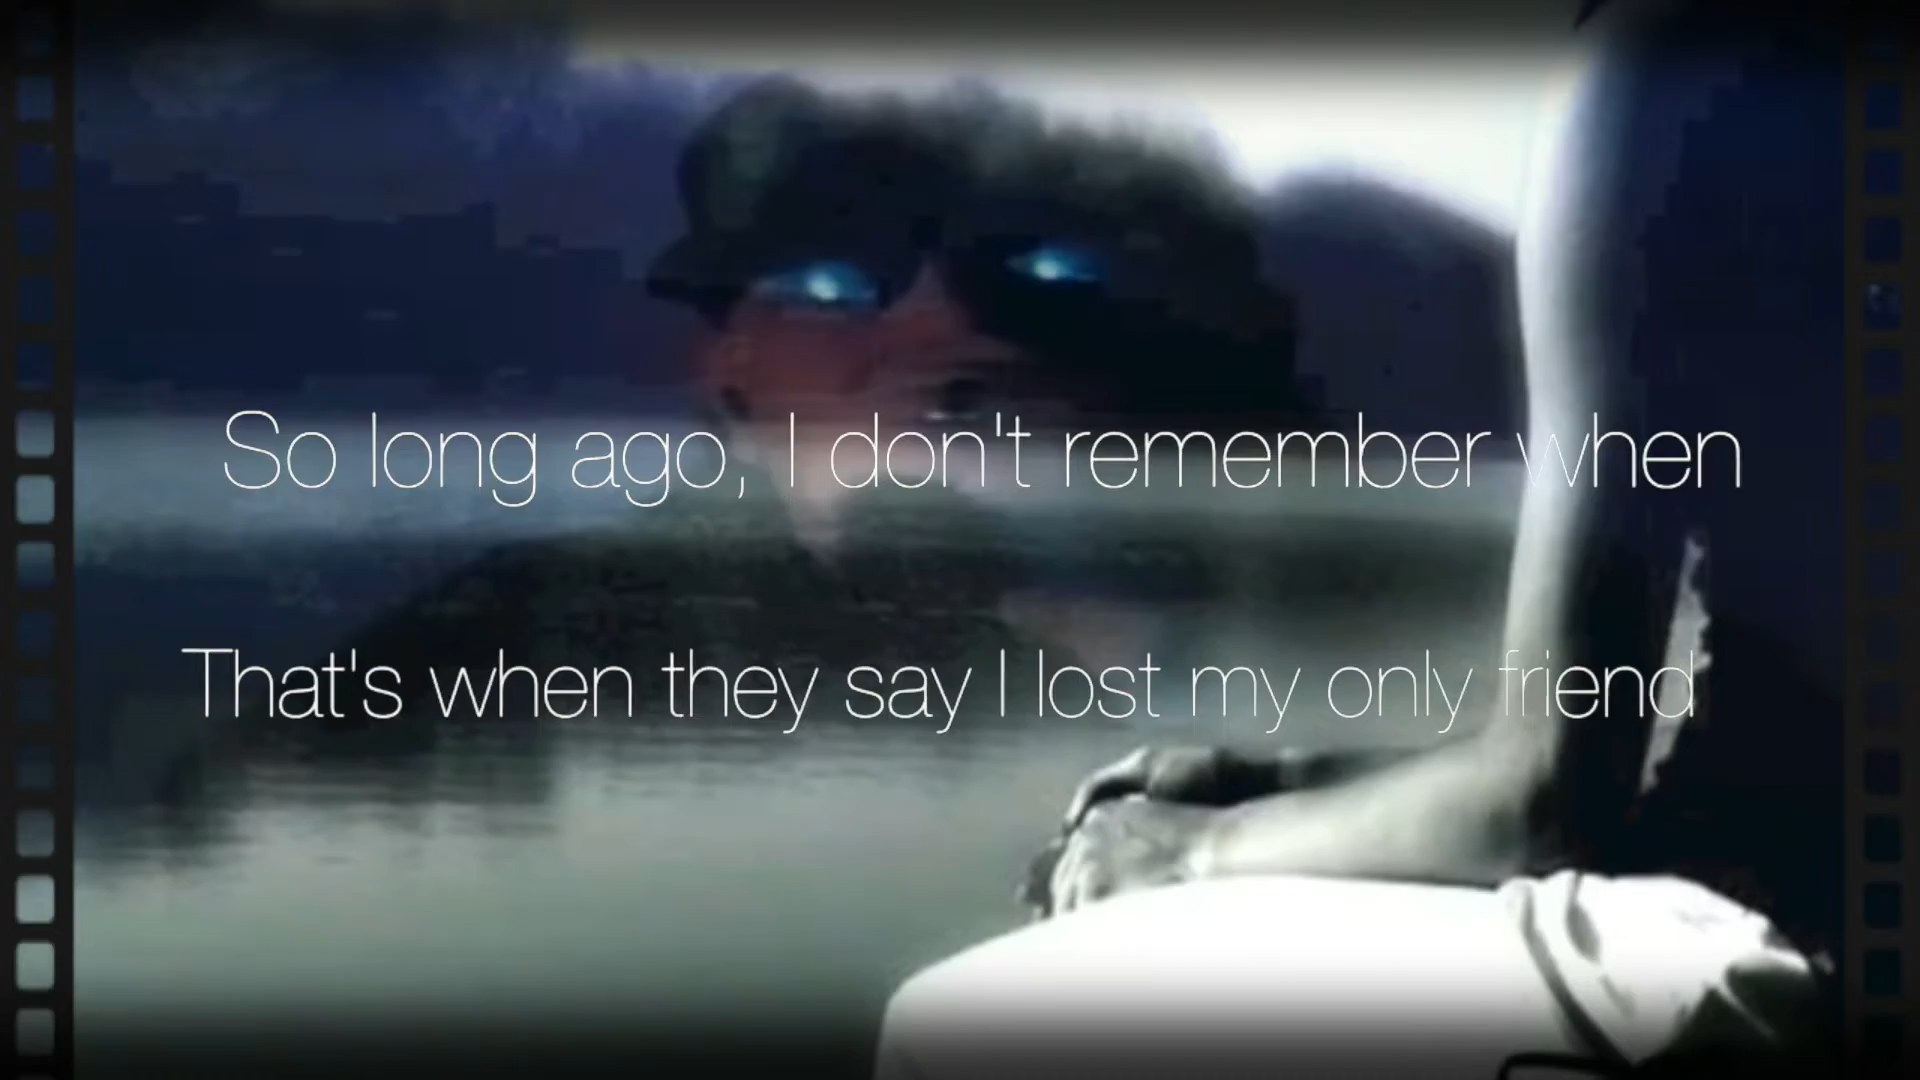 So long ago, I don't remember when
That's when they say I lost my only friend